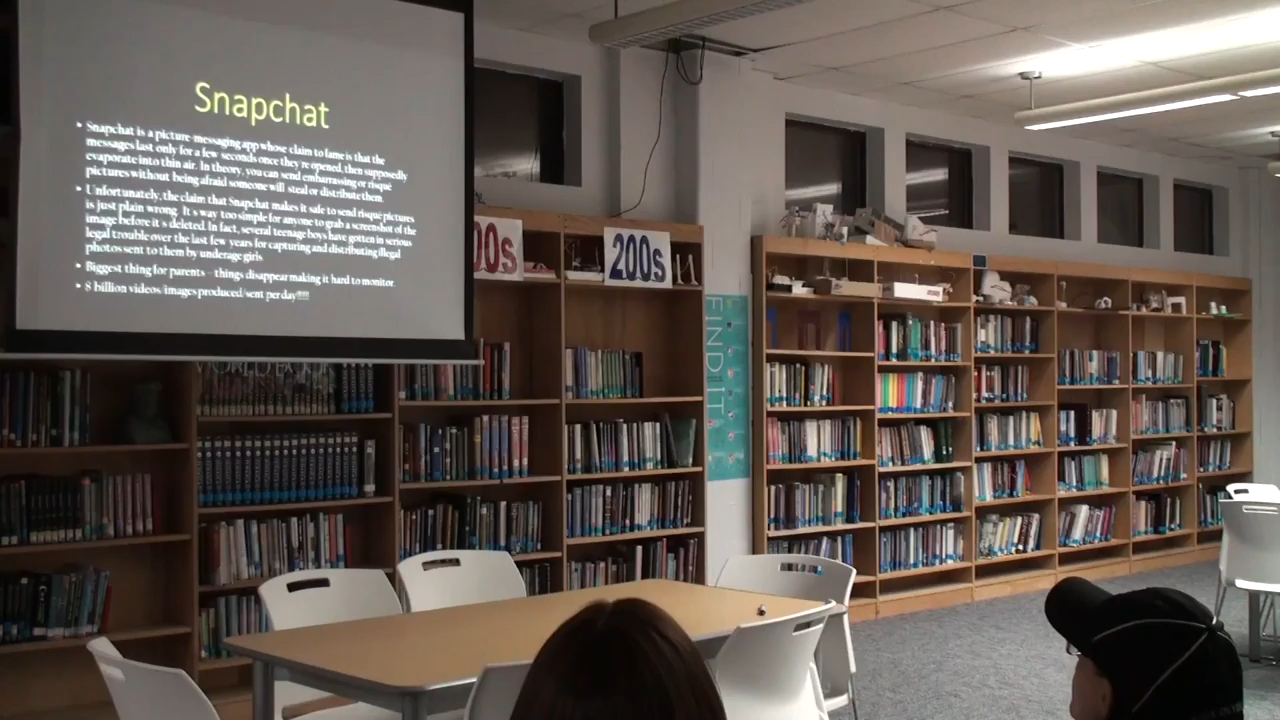 Snapchat
• Snapchat is a picture-messaging app whose claim to fame is that the
messages last only for a few seconds once they're opened, then supposedly
evaporate into thin air. In theory, you can send embarrassing or risqué
pictures without being afraid someone will steal or distribute them.
• Unfortunately, the claim that Snapchat makes it safe to send risqué pictures
is just plain wrong. It's way too simple for anyone to grab a screenshot of the
image before it's deleted. In fact, several teenage boys have gotten in serious
legal trouble over the last few years for capturing and distributing illegal
photos sent to them by underage girls.
• Biggest thing for parents – things disappear making it hard to monitor.
• 8 billion videos/images produced/sent per day!!!!!
00s
200s
FIND IT